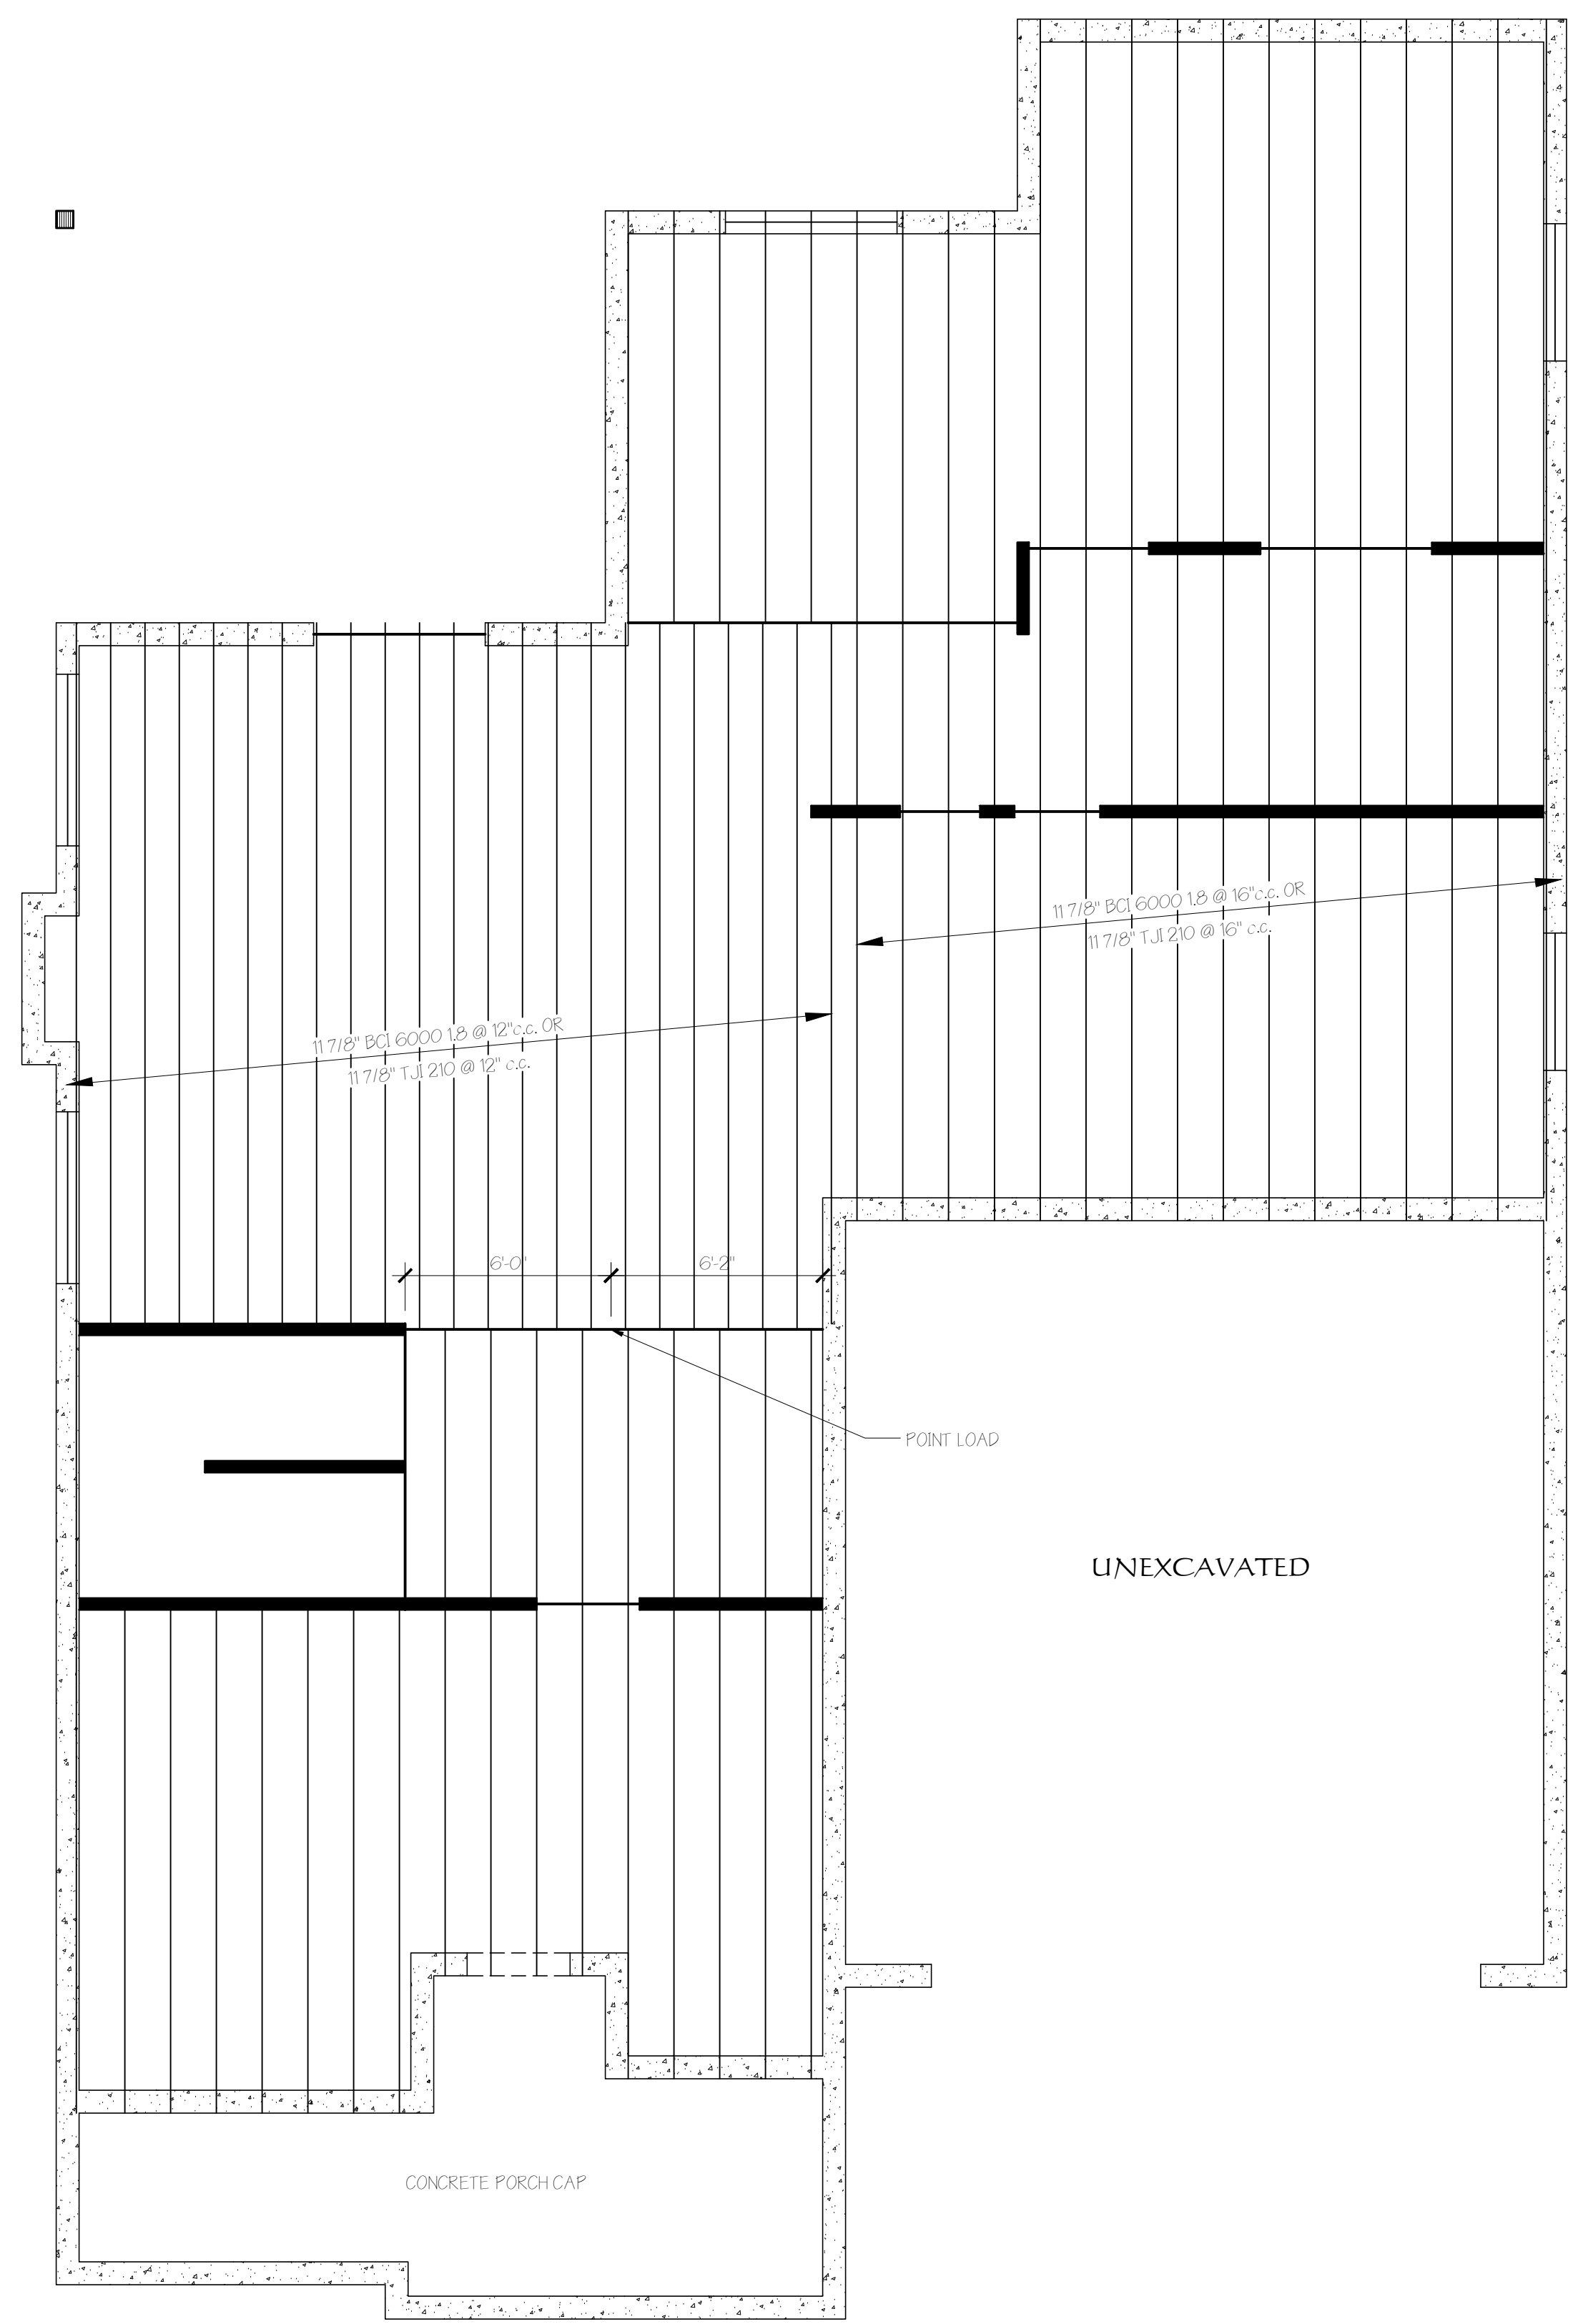 11 7/8" BCI 6000 1.8 @ 16"c.c. OR
11 7/8" TJI 210 @ 16" c.c.
11 7/8" BCI 6000 1.8 @ 12"c.c. OR
11 7/8" TJI 210 @ 12" c.c.
6'-0"
6'-2"
POINT LOAD
UNEXCAVATED
CONCRETE PORCH CAP